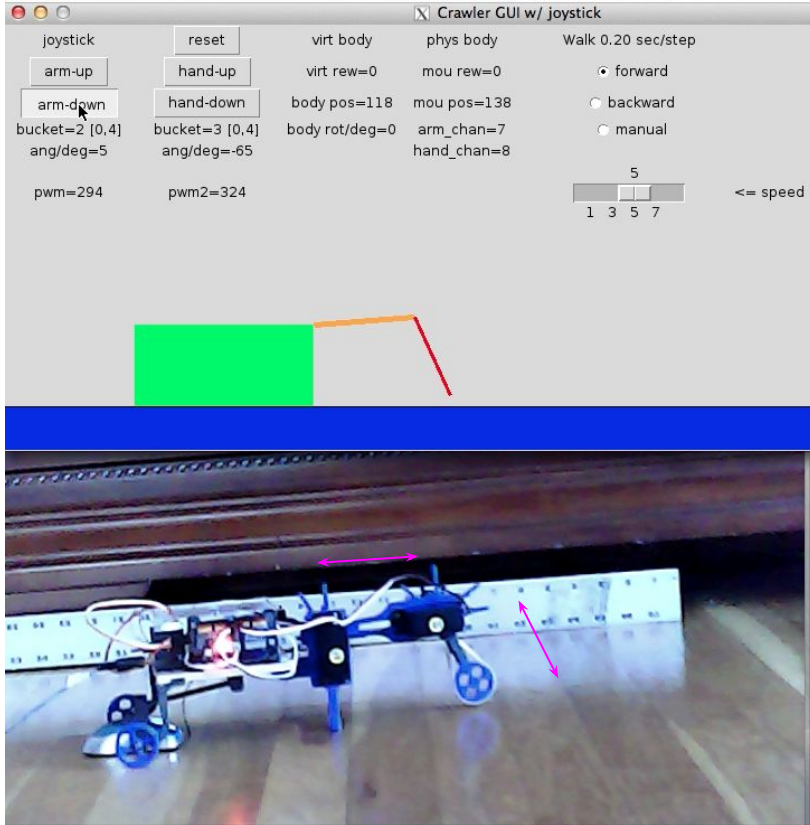 Crawler GUI w/ joystick
joystick reset virt body phys body Walk 0.20 sec/step
arm-up hand-up virt rew=0 mou rew=0 forward
arm-down hand-down body pos=118 mou pos=138 backward
bucket=2 [0,4] bucket=3 [0,4] body rot/deg=0 arm_chan=7 manual
ang/deg=5 ang/deg=-65 hand_chan=8
5
pwm=294 pwm2=324 <= speed
1 3 5 7